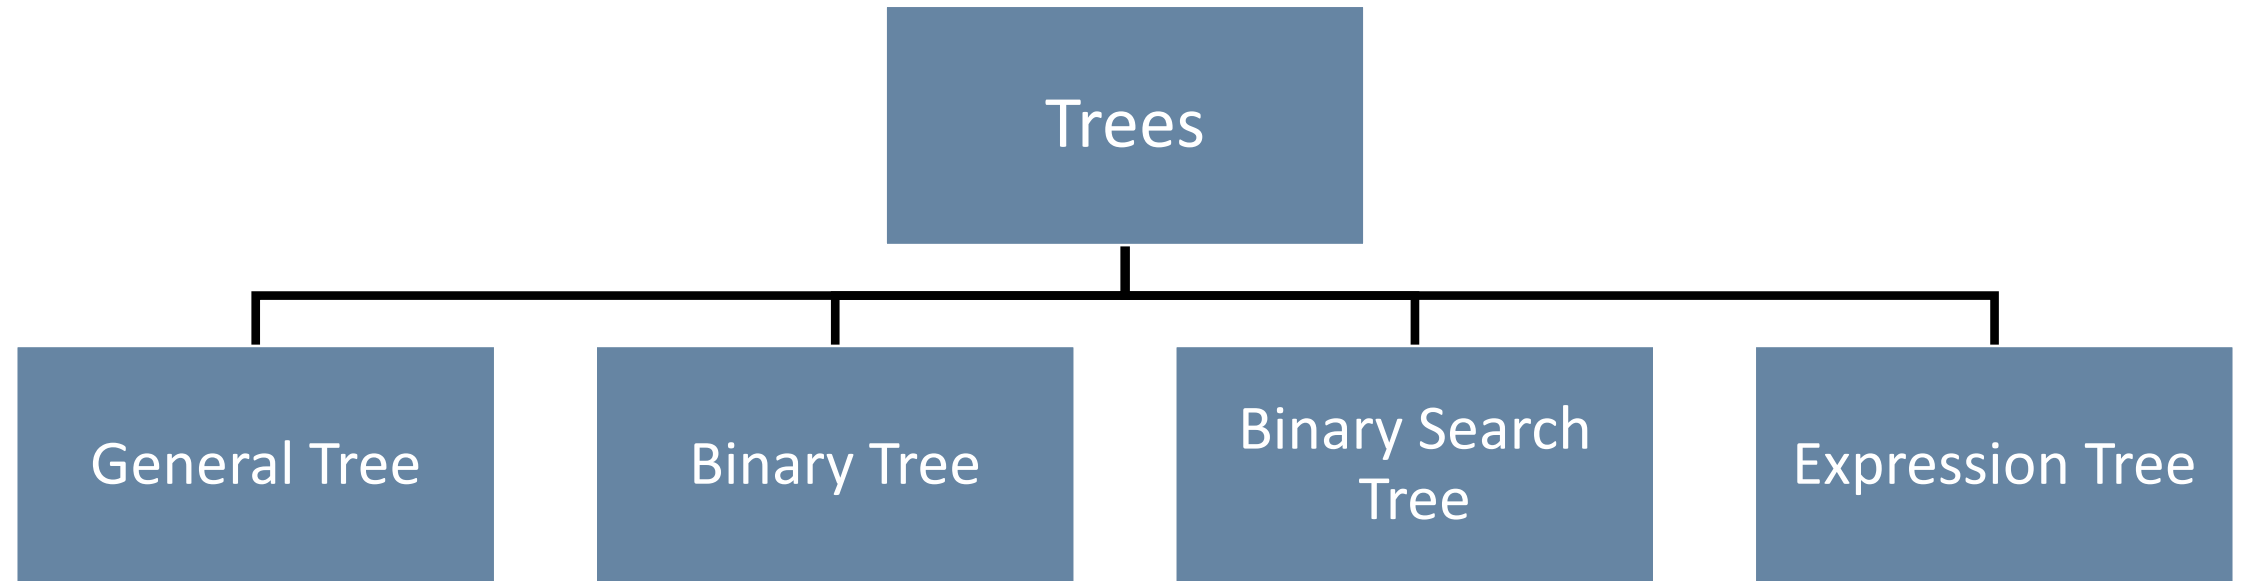 Trees
General Tree
Binary Tree
Binary Search
Tree
Expression Tree